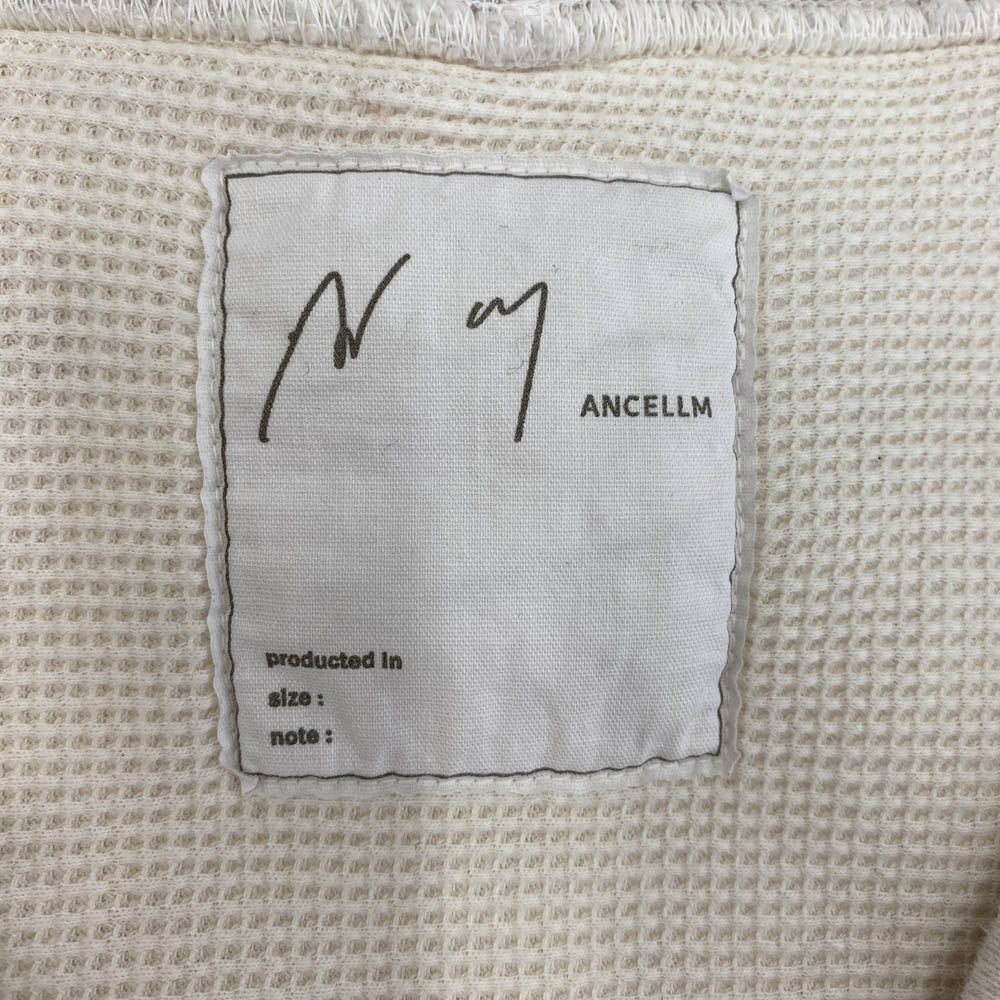 ANCELLM
producted in
size :
note :